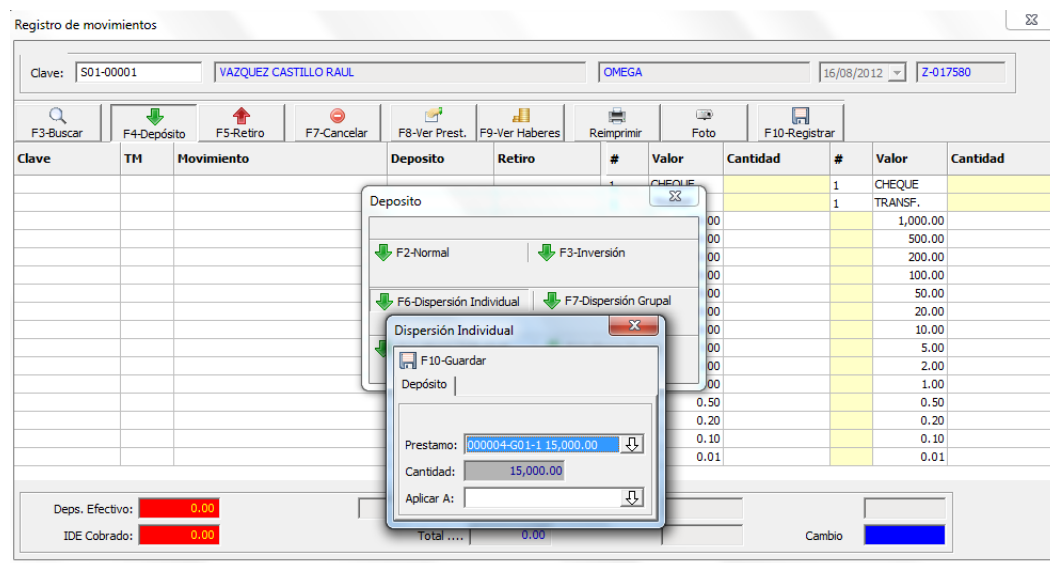 Registro de movimientos
Clave: S01-00001 VAZQUEZ CASTILLO RAUL OMEGA 16/08/2012 Z-017580
F3-Buscar F4-Depósito F5-Retiro F7-Cancelar F8-Ver Prest. F9-Ver Haberes Reimprimir Foto F10-Registrar
Clave TM Movimiento Deposito Retiro # Valor Cantidad # Valor Cantidad
1 CHEQUE 1 CHEQUE
1 TRANSF.
1,000.00
500.00
200.00
100.00
50.00
20.00
10.00
5.00
2.00
1.00
0.50 0.50
0.20 0.20
0.10 0.10
0.01 0.01
Deposito
F2-Normal F3-Inversión
F6-Dispersión Individual F7-Dispersión Grupal
Dispersión Individual
F10-Guardar
Depósito
Prestamo: 000004-G01-1 15,000.00
Cantidad: 15,000.00
Aplicar A:
Deps. Efectivo: 0.00
IDE Cobrado: 0.00 Total .... 0.00 Cambio